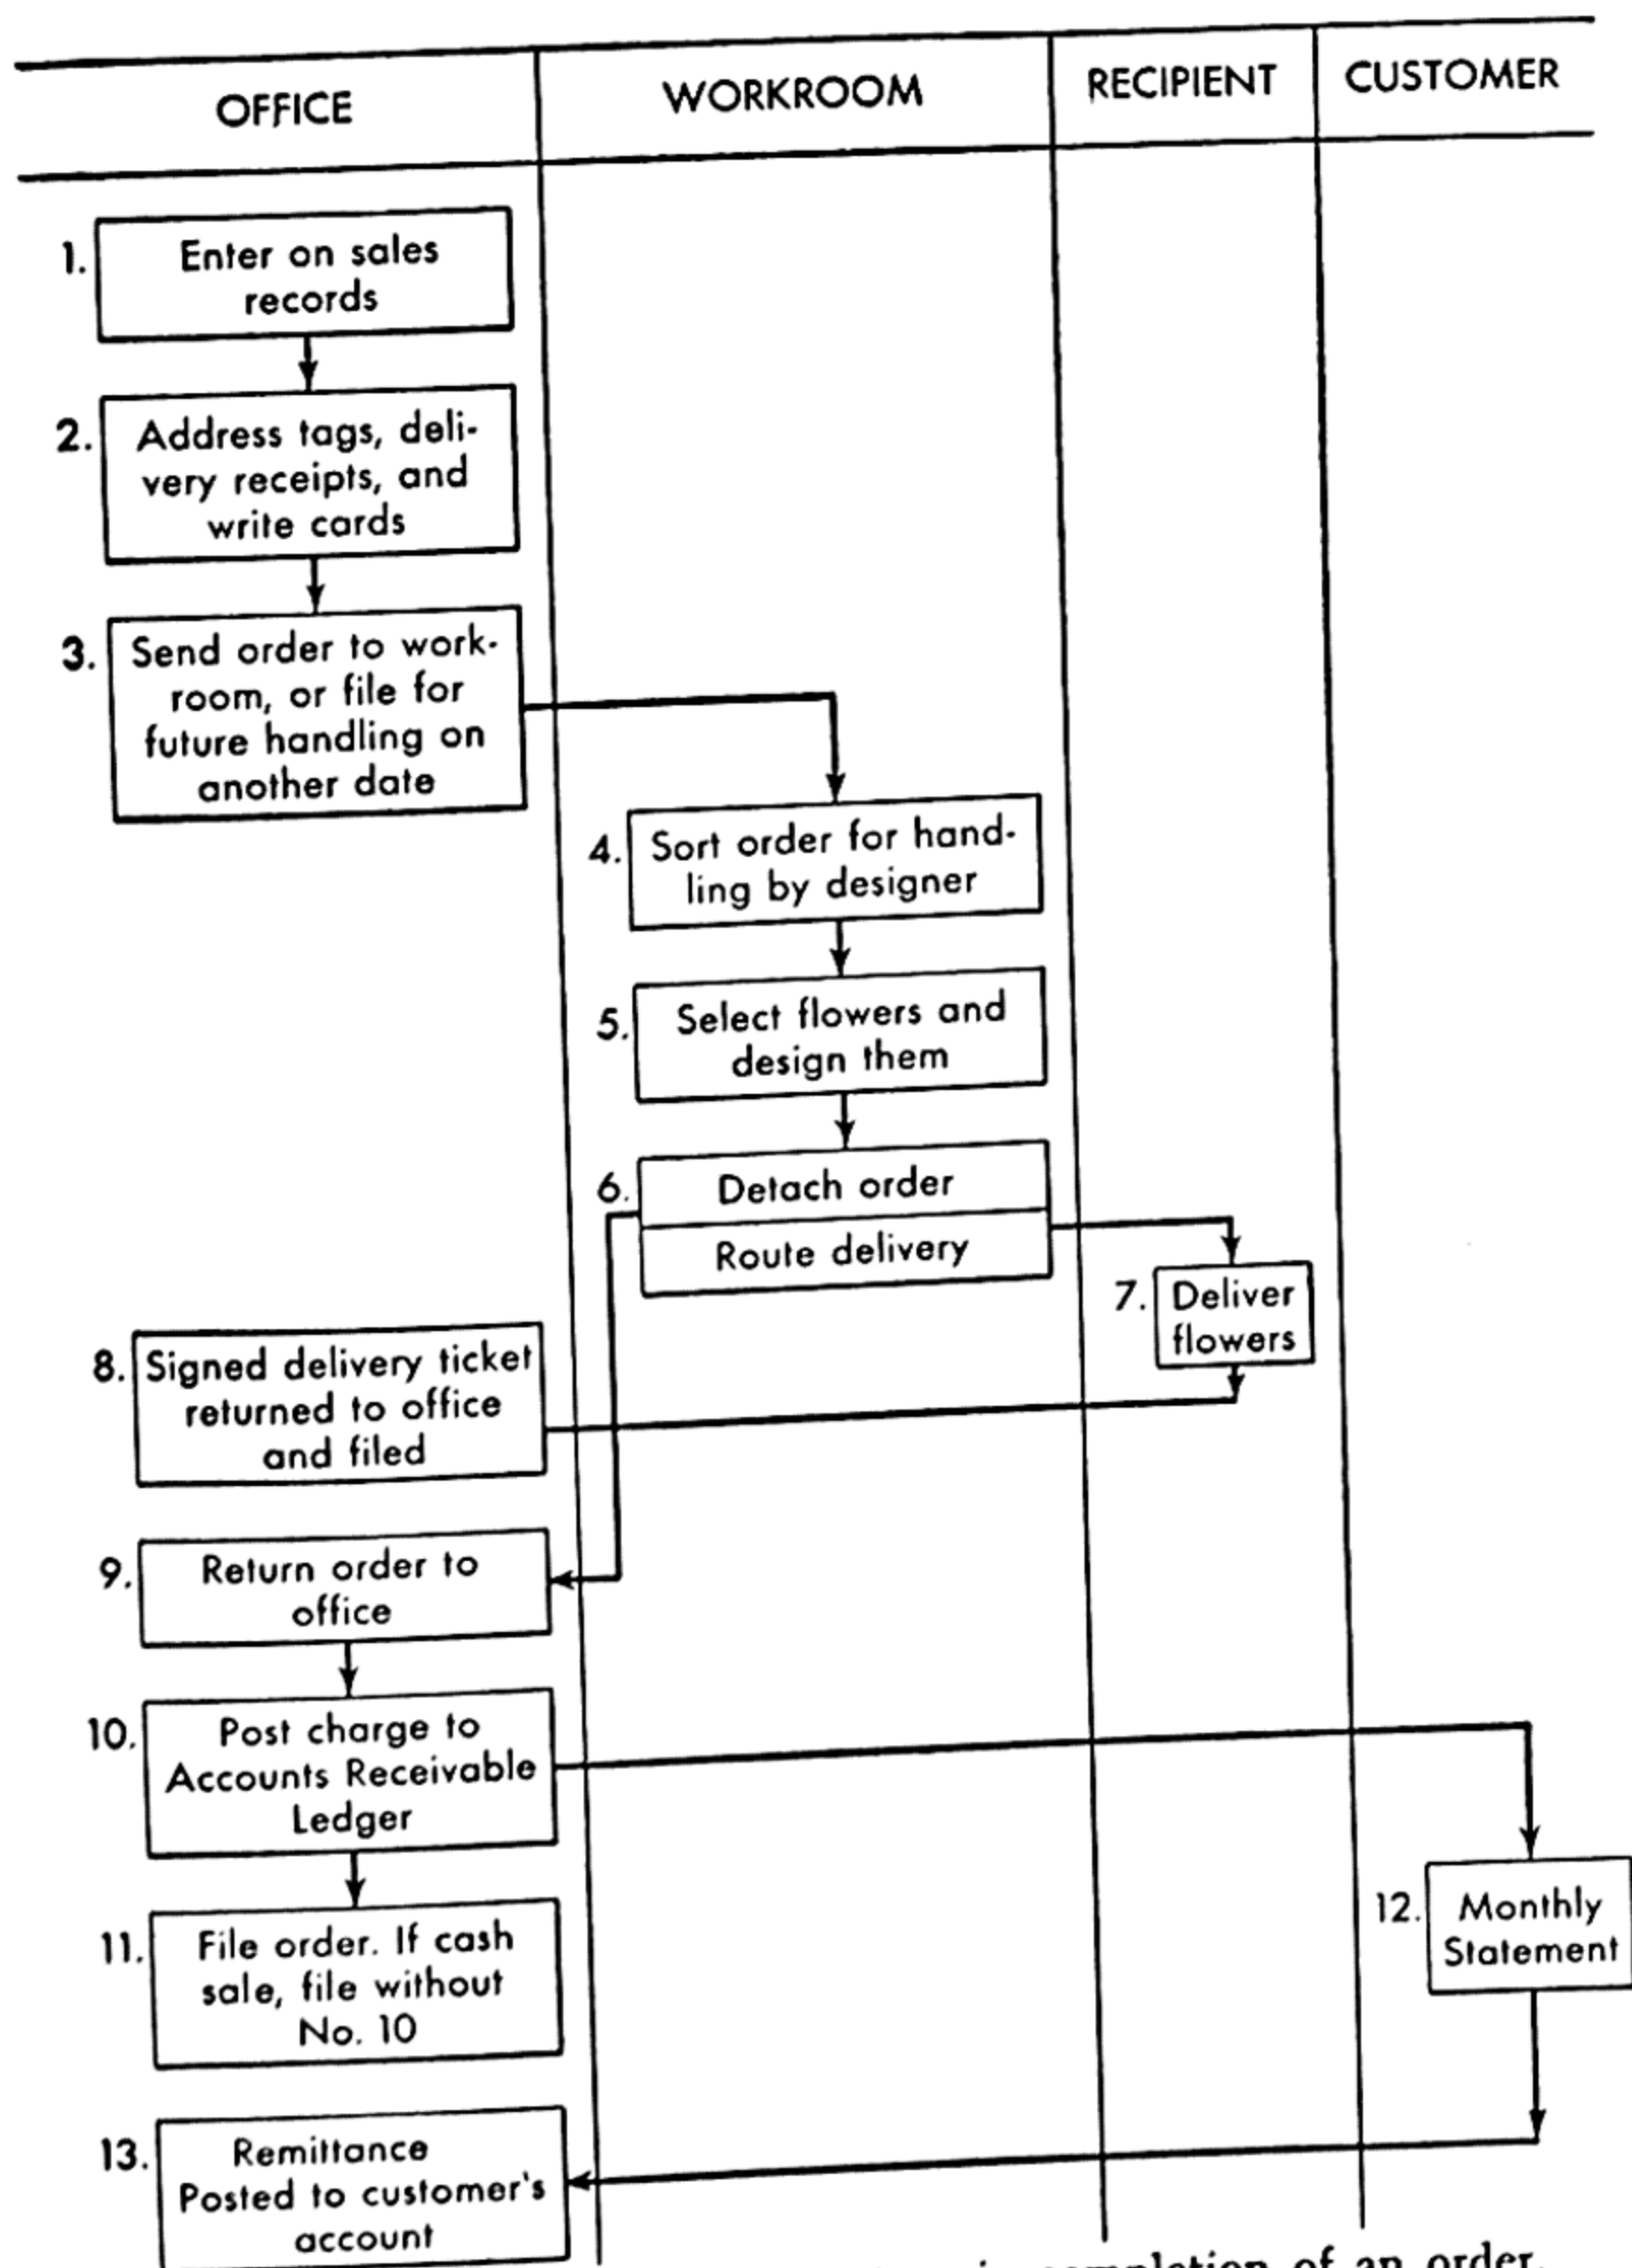 OFFICE WORKROOM RECIPIENT CUSTOMER
1. Enter on sales
records
2. Address tags, deli-
very receipts, and
write cards
3. Send order to work-
room, or file for
future handling on
another date
4. Sort order for hand-
ling by designer
5. Select flowers and
design them
6. Detach order
Route delivery
7. Deliver
flowers
8. Signed delivery ticket
returned to office
and filed
9. Return order to
office
10. Post charge to
Accounts Receivable
Ledger
11. File order. If cash
sale, file without
No. 10
12. Monthly
Statement
13. Remittance
Posted to customer's
account
completion of an order.